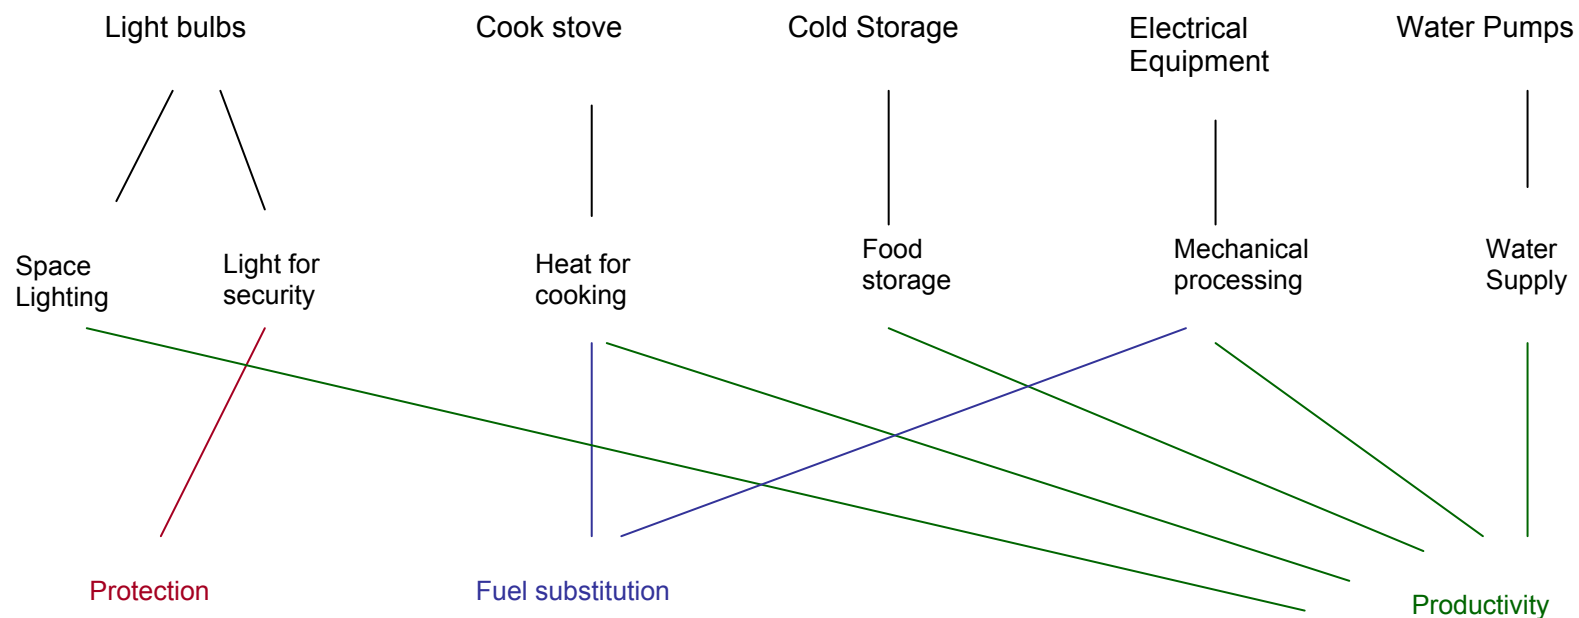 Light bulbs
Cook stove
Cold Storage
Electrical
Equipment
Water Pumps
Space
Lighting
Light for
security
Heat for
cooking
Food
storage
Mechanical
processing
Water
Supply
Protection
Fuel substitution
Productivity